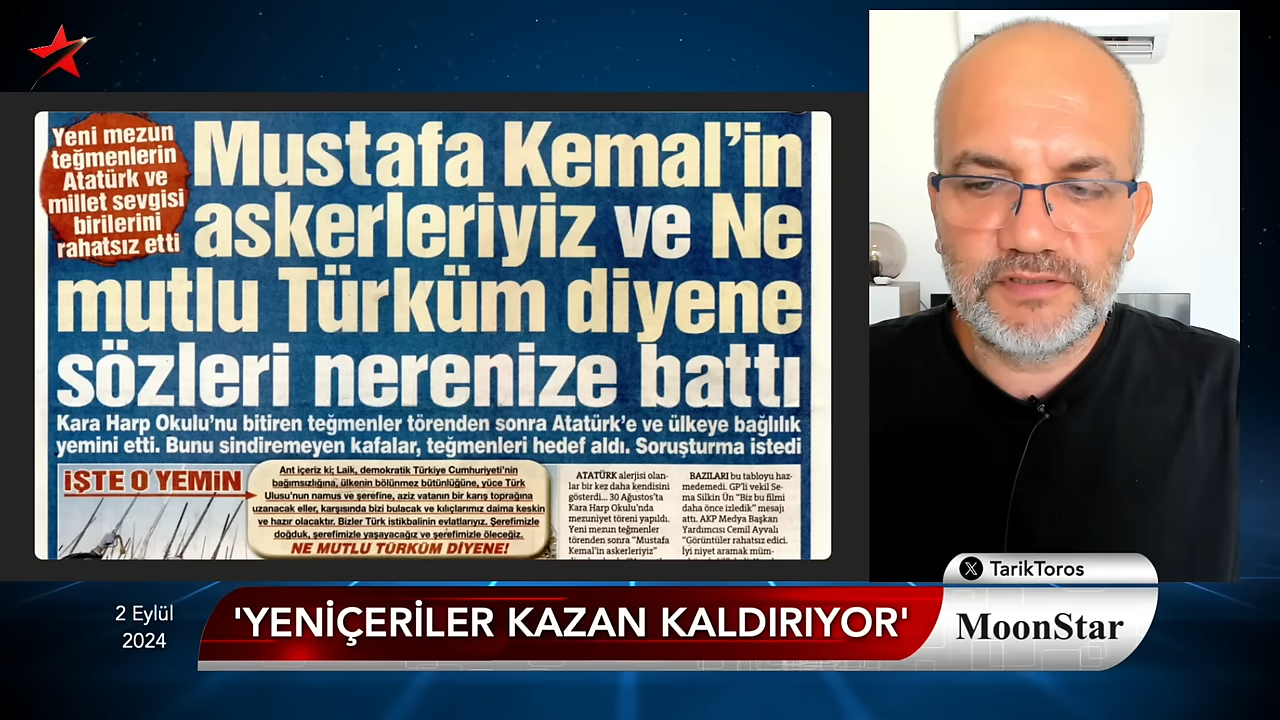 Yeni mezun
teğmenlerin
Atatürk ve
millet sevgisi
birilerini
rahatsız etti
Mustafa Kemal'in
askerleriyiz ve Ne
mutlu Türküm diyene
sözleri nerenize battı
Kara Harp Okulu'nu bitiren teğmenler törenden sonra Atatürk'e ve ülkeye bağlılık
yemini etti. Bunu sindiremeyen kafalar, teğmenleri hedef aldı. Soruşturma istedi
İŞTE O YEMİN
Ant içeriz ki; Laik, demokratik Türkiye Cumhuriyeti'nin
bağımsızlığına, ülkenin bölünmez bütünlüğüne, yüce Türk
Ulusu'nun namus ve şerefine, aziz vatanın bir karış toprağına
uzanacak eller, karşısında bizi bulacak ve kılıçlarımız daima keskin
ve hazır olacaktır. Bizler Türk istikbalinin evlatlarıyız. Şerefimizle
doğduk, şerefimizle yaşayacağız ve şerefimizle öleceğiz.
NE MUTLU TÜRKÜM DİYENE!
ATATÜRK alerjisi olan-
lar bir kez daha kendisini
gösterdi... 30 Ağustos'ta
Kara Harp Okulu'nda
mezuniyet töreni yapıldı.
Yeni mezun teğmenler
törenden sonra "Mustafa
Kemal'in askerleriyiz"
BAZILARI bu tabloyu haz-
medemedi. GP'li vekil Se-
ma Silkin Ün "Biz bu filmi
daha önce izledik" mesajı
attı. AKP Medya Başkan
Yardımcısı Cemil Ayvalı
"Görüntüler rahatsız edici.
İyi niyet aramak müm-
TarikToros
2 Eylül
2024
'YENİÇERİLER KAZAN KALDIRIYOR'
MoonStar